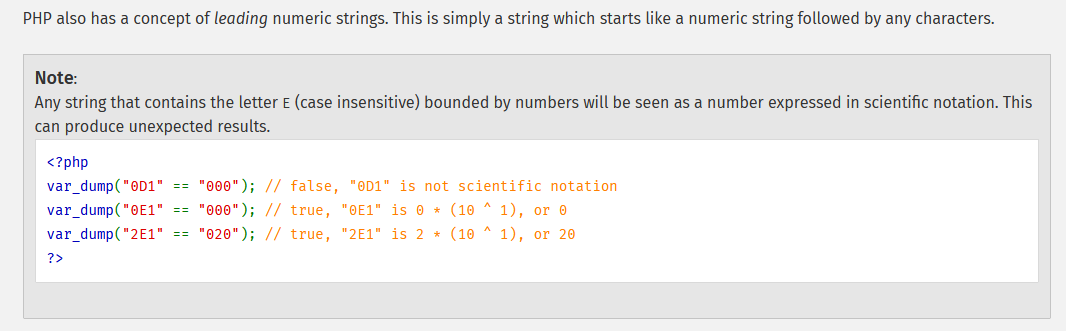 PHP also has a concept of leading numeric strings. This is simply a string which starts like a numeric string followed by any characters.
Note:
Any string that contains the letter E (case insensitive) bounded by numbers will be seen as a number expressed in scientific notation. This
can produce unexpected results.
<?php
var_dump("0D1" == "000"); // false, "0D1" is not scientific notation
var_dump("0E1" == "000"); // true, "0E1" is 0 * (10 ^ 1), or 0
var_dump("2E1" == "020"); // true, "2E1" is 2 * (10 ^ 1), or 20
?>